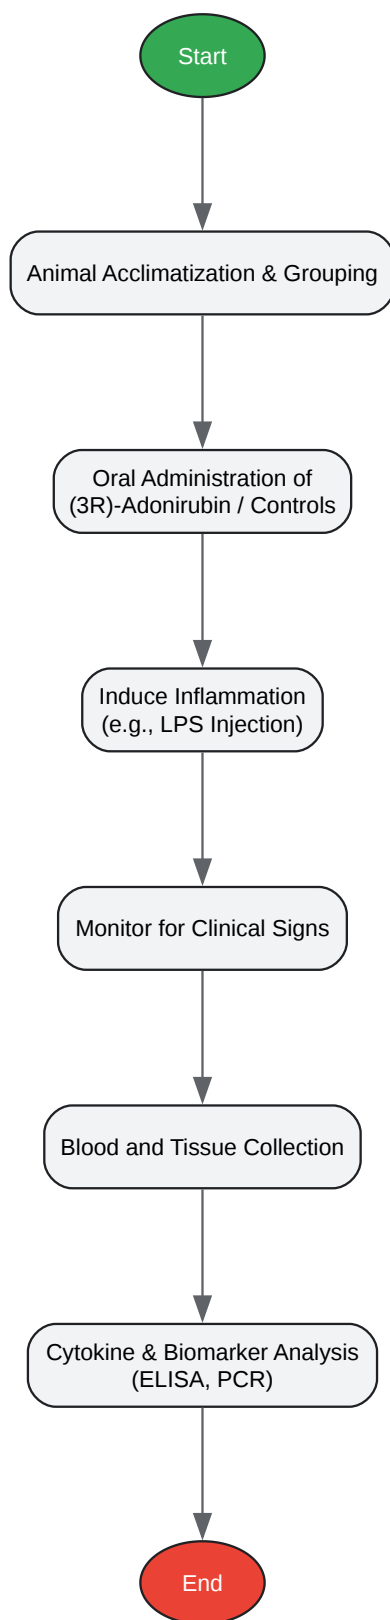 Start
Animal Acclimatization & Grouping
Oral Administration of
(3R)-Adonirubin / Controls
Induce Inflammation
(e.g., LPS Injection)
Monitor for Clinical Signs
Blood and Tissue Collection
Cytokine & Biomarker Analysis
(ELISA, PCR)
End